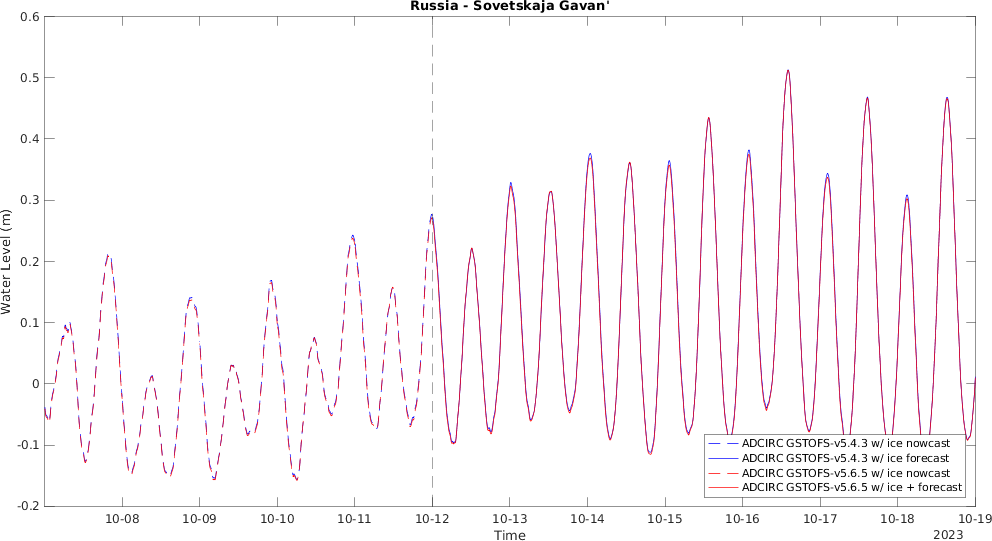 Russia - Sovetskaja Gavan'
0.6
0.5
0.4
0.3
0.2
0.1
0
-0.1
-0.2
Water Level (m)
ADCIRC GSTOFS-v5.4.3 w/ ice nowcast
ADCIRC GSTOFS-v5.4.3 w/ ice forecast
ADCIRC GSTOFS-v5.6.5 w/ ice nowcast
ADCIRC GSTOFS-v5.6.5 w/ ice + forecast
10-08 10-09 10-10 10-11 10-12 10-13 10-14 10-15 10-16 10-17 10-18 10-19
Time
2023